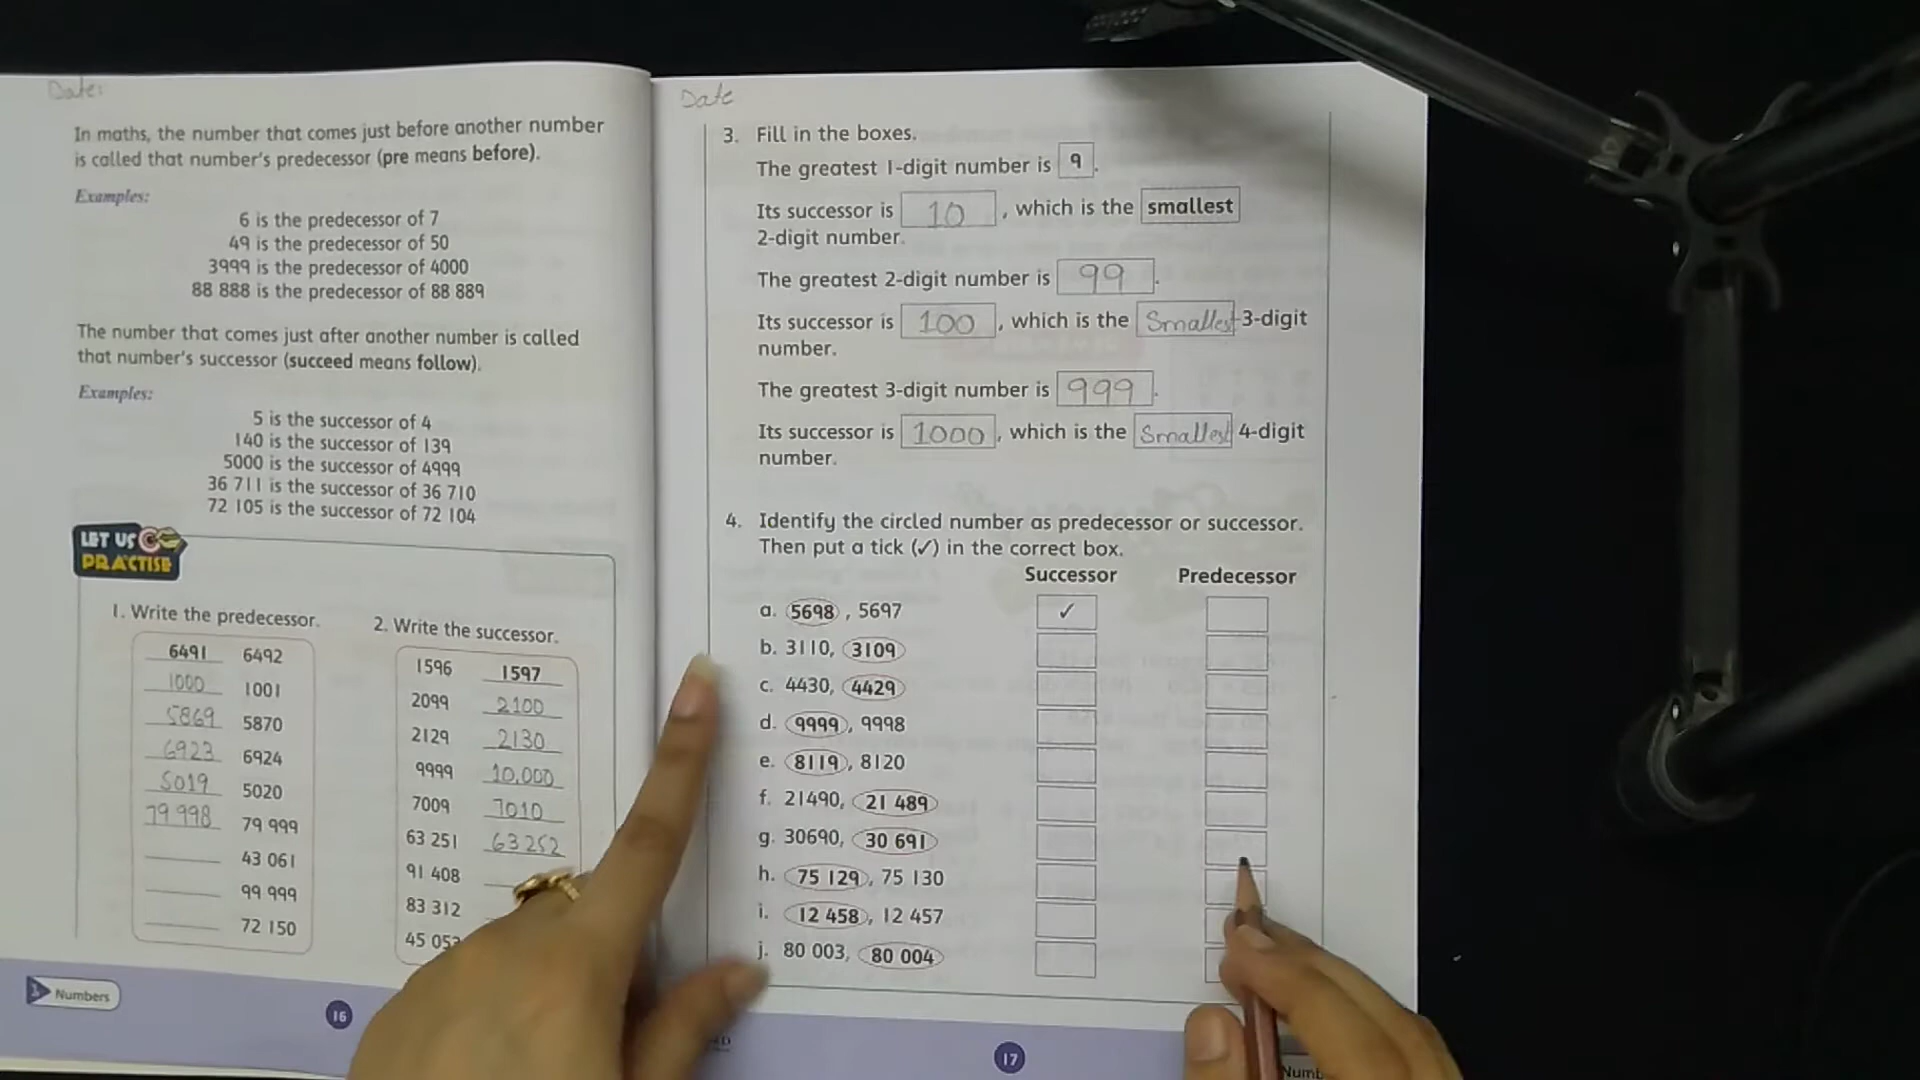 Date:
In maths, the number that comes just before another number
is called that number's predecessor (pre means before).
Examples:
6 is the predecessor of 7
49 is the predecessor of 50
3999 is the predecessor of 4000
88 888 is the predecessor of 88 889
The number that comes just after another number is called
that number's successor (succeed means follow).
Examples:
5 is the successor of 4
140 is the successor of 139
5000 is the successor of 4999
36 711 is the successor of 36 710
72 105 is the successor of 72 104
LET US
PRACTISE
1. Write the predecessor.
6491 6492
1000 1001
5869 5870
6923 6924
5019 5020
79 998 79 999
43 061
99 999
72 150
2. Write the successor.
1596 1597
2099 2100
2129 2130
9999 10,000
7009 7010
63 251 63 252
91 408
83 312
45 053
1 Numbers
16
Date
3. Fill in the boxes.
The greatest 1-digit number is 9.
Its successor is 10, which is the smallest
2-digit number.
The greatest 2-digit number is 99.
Its successor is 100, which is the Smallest 3-digit
number.
The greatest 3-digit number is 999.
Its successor is 1000, which is the Smallest 4-digit
number.
4. Identify the circled number as predecessor or successor.
Then put a tick (✓) in the correct box.
Successor Predecessor
a. 5698, 5697 ✓
b. 3110, 3109
c. 4430, 4429
d. 9999, 9998
e. 8119, 8120
f. 21490, 21 489
g. 30690, 30 691
h. 75 129, 75 130
i. 12 458, 12 457
j. 80 003, 80 004
17